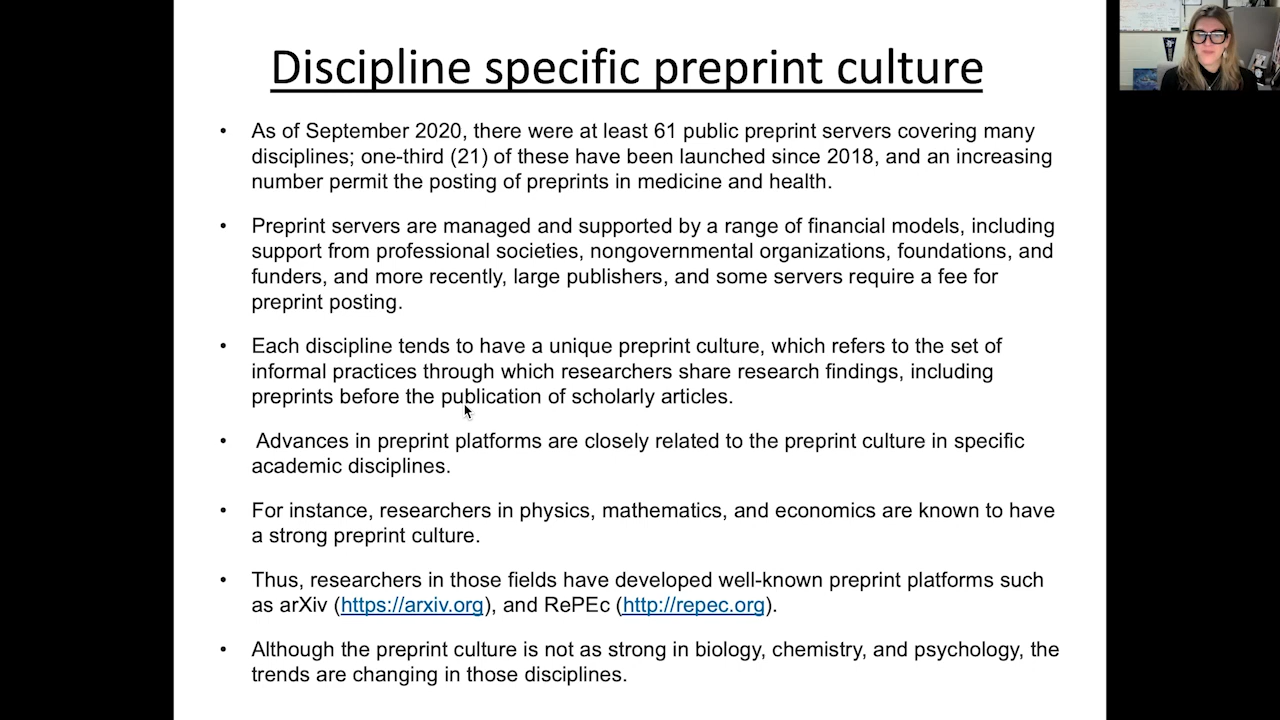 Discipline specific preprint culture
• As of September 2020, there were at least 61 public preprint servers covering many
disciplines; one-third (21) of these have been launched since 2018, and an increasing
number permit the posting of preprints in medicine and health.
• Preprint servers are managed and supported by a range of financial models, including
support from professional societies, nongovernmental organizations, foundations, and
funders, and more recently, large publishers, and some servers require a fee for
preprint posting.
• Each discipline tends to have a unique preprint culture, which refers to the set of
informal practices through which researchers share research findings, including
preprints before the publication of scholarly articles.
• Advances in preprint platforms are closely related to the preprint culture in specific
academic disciplines.
• For instance, researchers in physics, mathematics, and economics are known to have
a strong preprint culture.
• Thus, researchers in those fields have developed well-known preprint platforms such
as arXiv (https://arxiv.org), and RePEc (http://repec.org).
• Although the preprint culture is not as strong in biology, chemistry, and psychology, the
trends are changing in those disciplines.